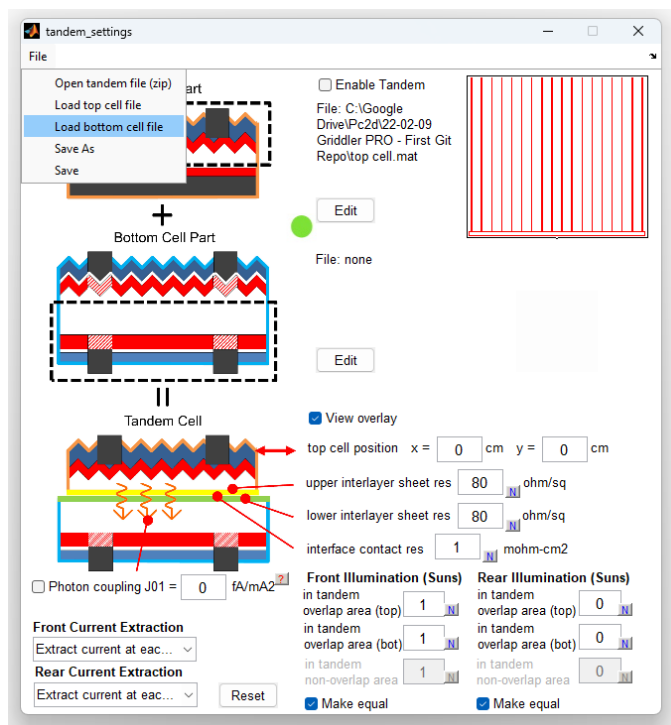 tandem_settings
File
Open tandem file (zip)
Load top cell file
Load bottom cell file
Save As
Save
art
Enable Tandem
File: C:\Google
Drive\Pc2d\22-02-09
Griddler PRO - First Git
Repo\top cell.mat
Edit
+
Bottom Cell Part
File: none
Edit
=
Tandem Cell
View overlay
top cell position x = 0 cm y = 0 cm
upper interlayer sheet res 80 N ohm/sq
lower interlayer sheet res 80 N ohm/sq
interface contact res 1 N mohm-cm2
Photon coupling J01 = 0 fA/mA2 ?
Front Illumination (Suns)
in tandem
overlap area (top) 1 N
in tandem
overlap area (bot) 1 N
in tandem
non-overlap area 1 N
Make equal
Rear Illumination (Suns)
in tandem
overlap area (top) 0 N
in tandem
overlap area (bot) 0 N
in tandem
non-overlap area 0 N
Make equal
Front Current Extraction
Extract current at eac...
Rear Current Extraction
Extract current at eac...
Reset